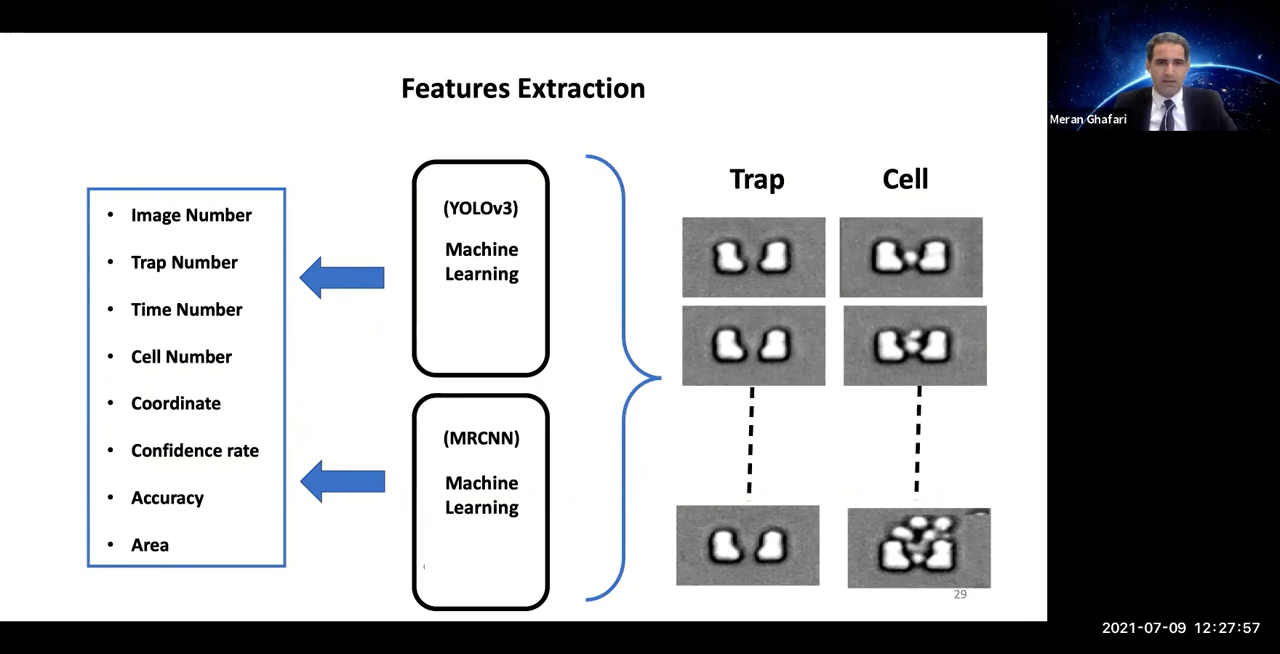 Features Extraction
Meran Ghafari
• Image Number
• Trap Number
• Time Number
• Cell Number
• Coordinate
• Confidence rate
• Accuracy
• Area
(YOLOv3)
Machine
Learning
(MRCNN)
Machine
Learning
Trap
Cell
29
2021-07-09 12:27:57